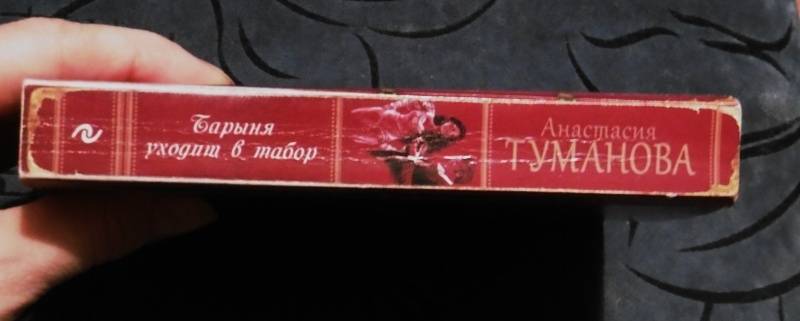 Барыня
уходит в табор
Анастасия
ТУМАНОВА